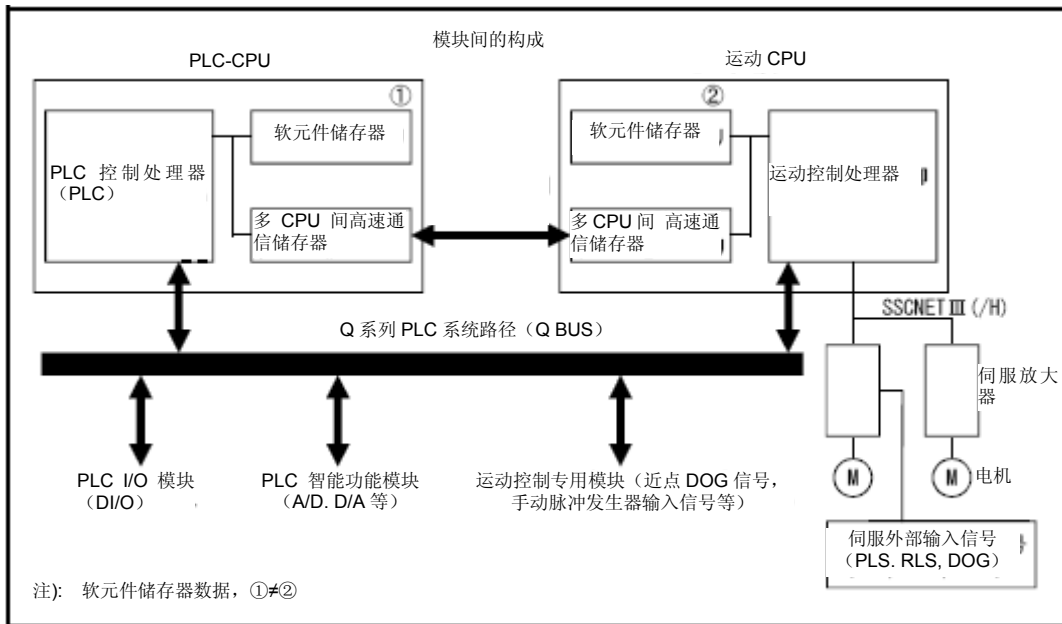 模块间的构成
PLC-CPU
运动 CPU
①
②
软元件储存器
软元件储存器
PLC 控制处理器
（PLC）
运动控制处理器
多 CPU 间高速通
信储存器
多CPU间 高速通
信储存器
SSCNET Ⅲ (/H)
Q 系列 PLC 系统路径（Q BUS）
伺服放大
器
PLC I/O 模块
（DI/O）
PLC 智能功能模块
（A/D. D/A 等）
运动控制专用模块（近点 DOG 信号，
手动脉冲发生器输入信号等）
M
M
电机
伺服外部输入信号
（PLS. RLS, DOG）
注): 软元件储存器数据，①≠②